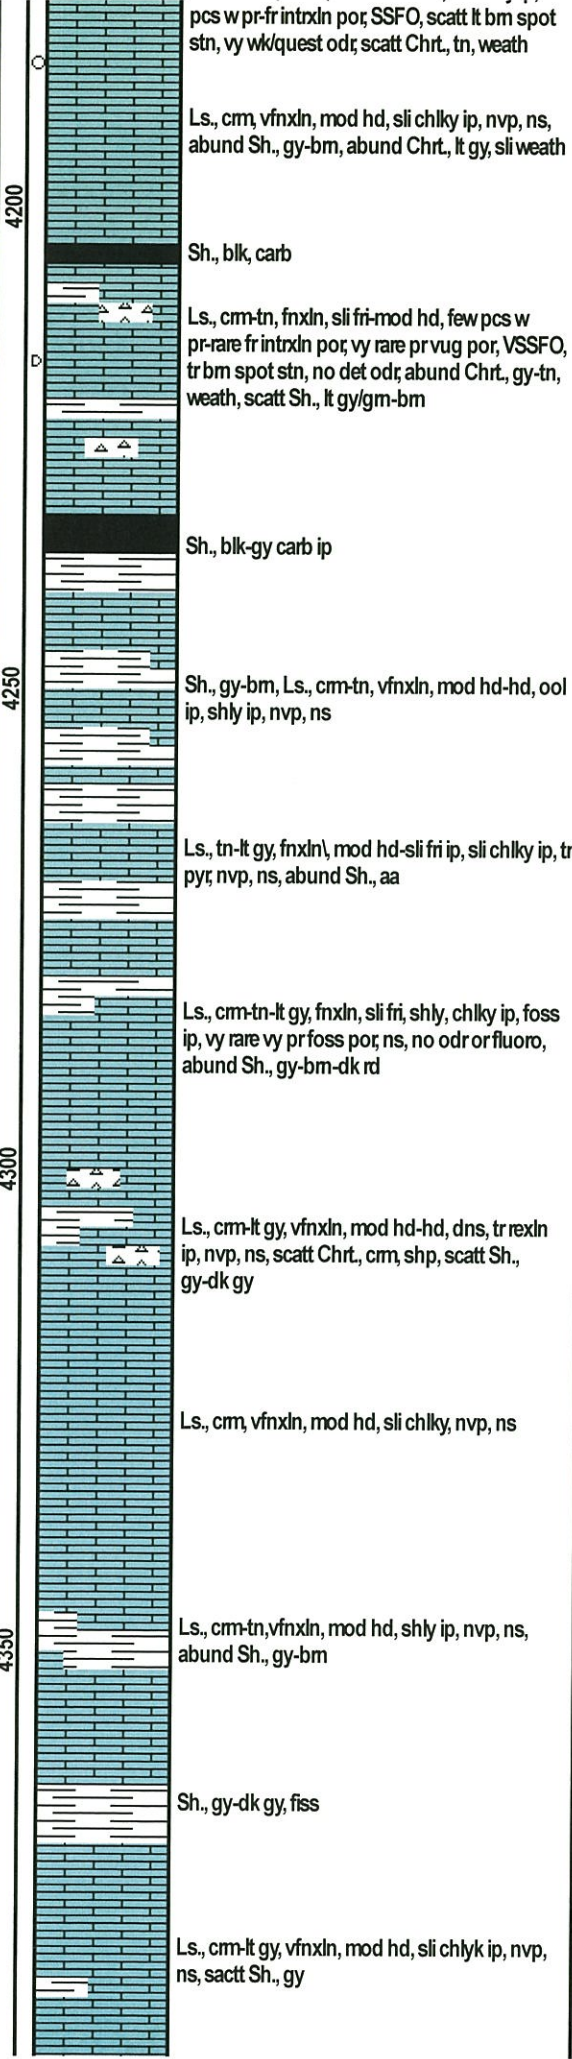 pcs w pr-fr intrxln por, SSFO, scatt lt brn spot
stn, vy wk/quest odr, scatt Chrt., tn, weath
Ls., crm, vfnxln, mod hd, sli chlky ip, nvp, ns,
abund Sh., gy-brn, abund Chrt., lt gy, sli weath
4200
Sh., blk, carb
Ls., crm-tn, fnxln, sli fri-mod hd, few pcs w
pr-rare fr intrxln por, vy rare pr vug por, VSSFO,
tr brn spot stn, no det odr, abund Chrt., gy-tn,
weath, scatt Sh., lt gy/grn-brn
Sh., blk-gy carb ip
4250
Sh., gy-brn, Ls., crm-tn, vfnxln, mod hd-hd, ool
ip, shly ip, nvp, ns
Ls., tn-lt gy, fnxln\, mod hd-sli fri ip, sli chlky ip, tr
pyr, nvp, ns, abund Sh., aa
Ls., crm-tn-lt gy, fnxln, sli fri, shly, chlky ip, foss
ip, vy rare vy pr foss por, ns, no odr or fluoro,
abund Sh., gy-brn-dk rd
4300
Ls., crm-lt gy, vfnxln, mod hd-hd, dns, tr rexln
ip, nvp, ns, scatt Chrt., crm, shp, scatt Sh.,
gy-dk gy
Ls., crm, vfnxln, mod hd, sli chlky, nvp, ns
4350
Ls., crm-tn,vfnxln, mod hd, shly ip, nvp, ns,
abund Sh., gy-brn
Sh., gy-dk gy, fiss
Ls., crm-lt gy, vfnxln, mod hd, sli chlyk ip, nvp,
ns, sactt Sh., gy